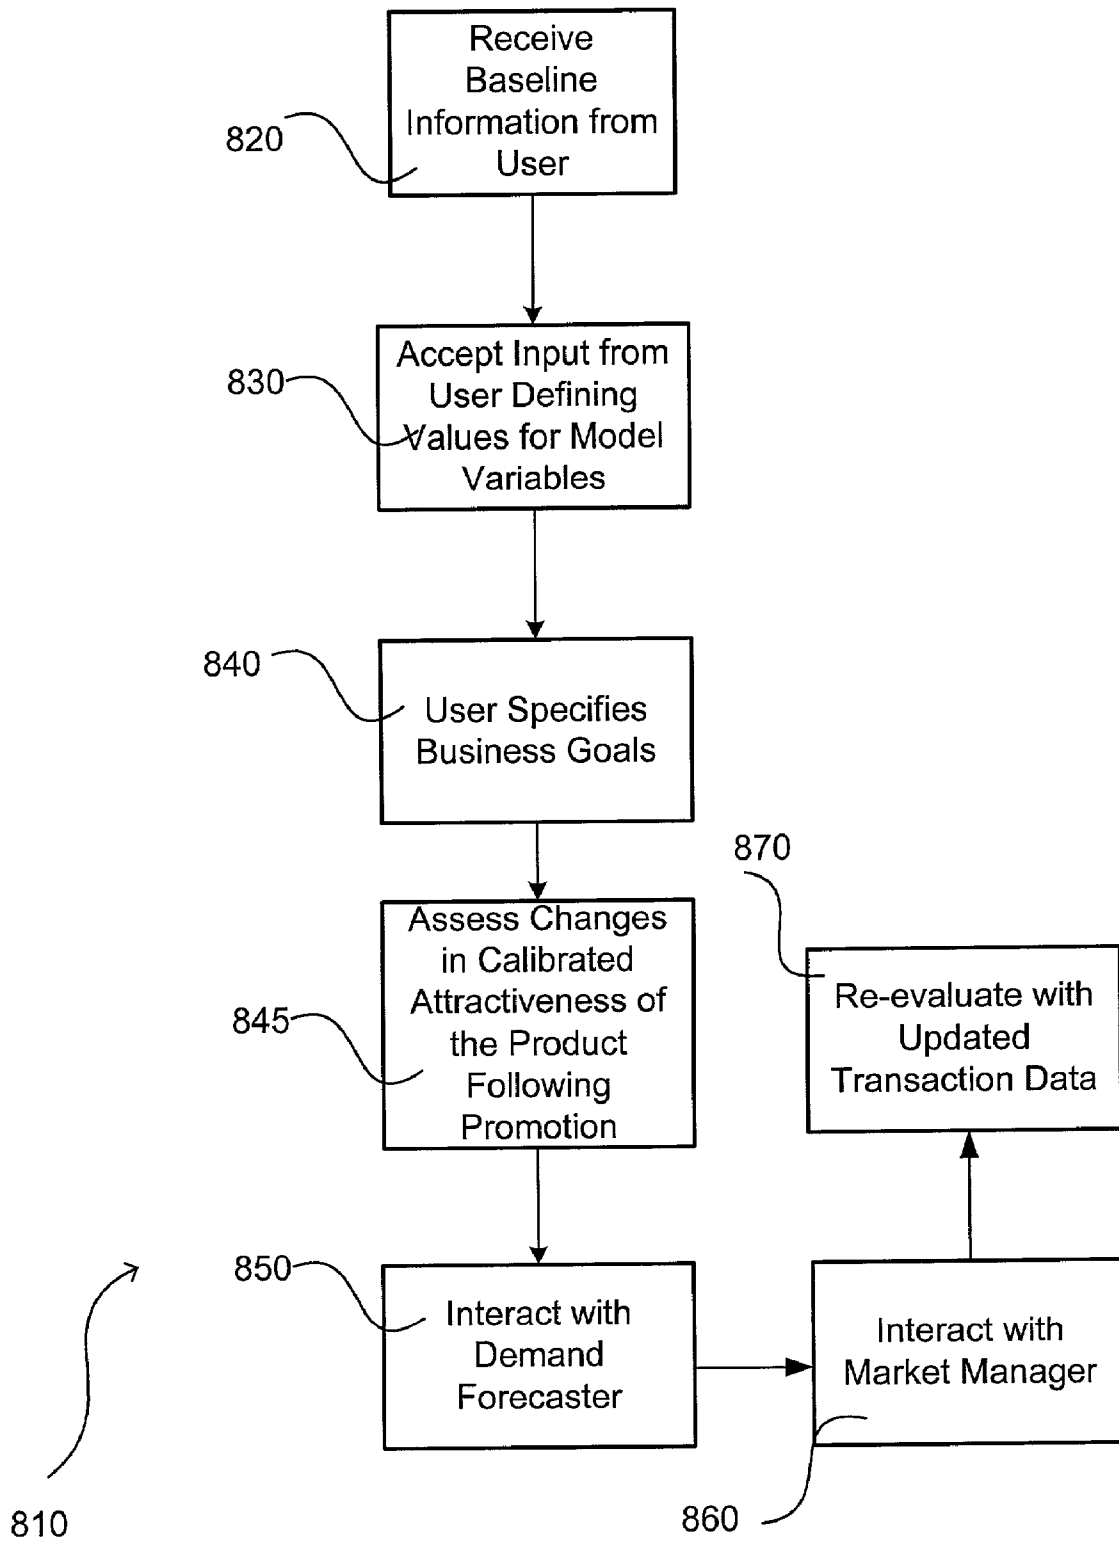 Receive
Baseline
Information from
User
820
Accept Input from
User Defining
Values for Model
Variables
830
User Specifies
Business Goals
840
Assess Changes
in Calibrated
Attractiveness of
the Product
Following
Promotion
845
Interact with
Demand
Forecaster
850
Interact with
Market Manager
860
Re-evaluate with
Updated
Transaction Data
870
810